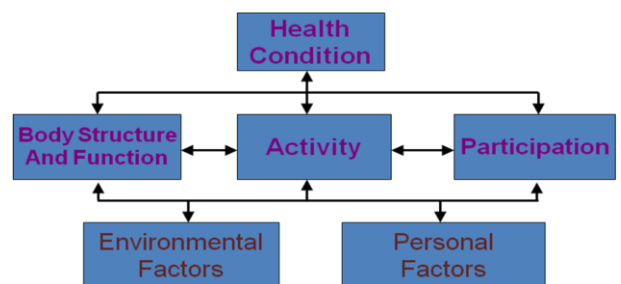 Health
Condition
Body Structure
And Function
Activity
Participation
Environmental
Factors
Personal
Factors